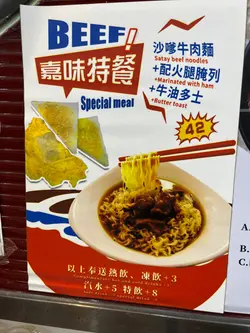 BEEF!
嘉味特餐
Special meal
沙嗲牛肉麵
Satay beef noodles
+配火腿腌列
+Marinated with ham
+牛油多士
+Butter toast
42
以上奉送熱飲、凍飲+3
汽水+5 特飲+8
A.
B.
C.